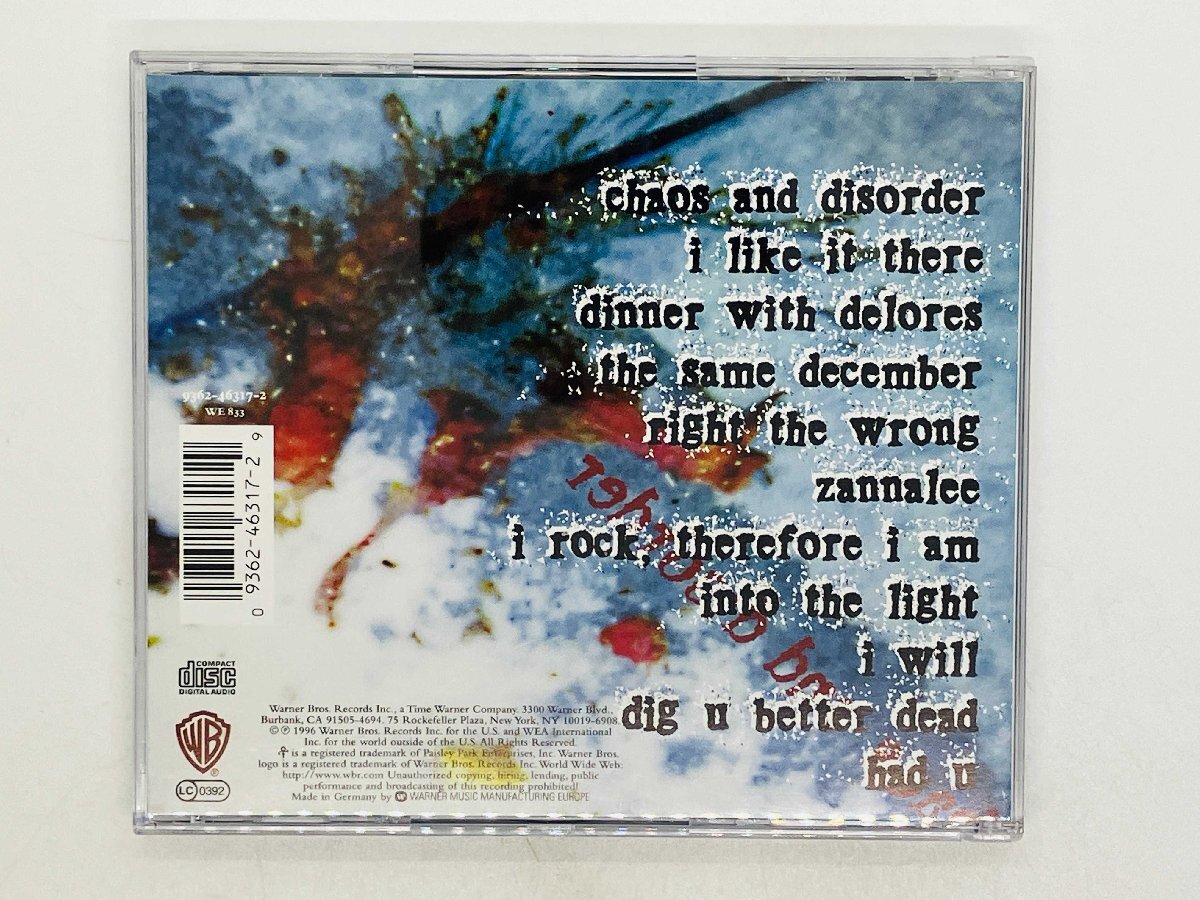 chaos and disorder
i like it there
dinner with delores
the same december
right the wrong
zannalee
i rock, therefore i am
into the light
i will
dig u better dead
had u
9362-46317-2
WE 833
0 9362-46317-2 9
COMPACT
disc
DIGITAL AUDIO
WB
LC 0392
Warner Bros. Records Inc., a Time Warner Company. 3300 Warner Blvd.,
Burbank, CA 91505-4694. 75 Rockefeller Plaza, New York, NY 10019-6908.
© ℗ 1996 Warner Bros. Records Inc. for the U.S. and WEA International
Inc. for the world outside of the U.S. All Rights Reserved.
is a registered trademark of Paisley Park Enterprises, Inc. Warner Bros.
logo is a registered trademark of Warner Bros. Records Inc. World Wide Web:
http://www.wbr.com Unauthorized copying, hiring, lending, public
performance and broadcasting of this recording prohibited!
Made in Germany by WARNER MUSIC MANUFACTURING EUROPE